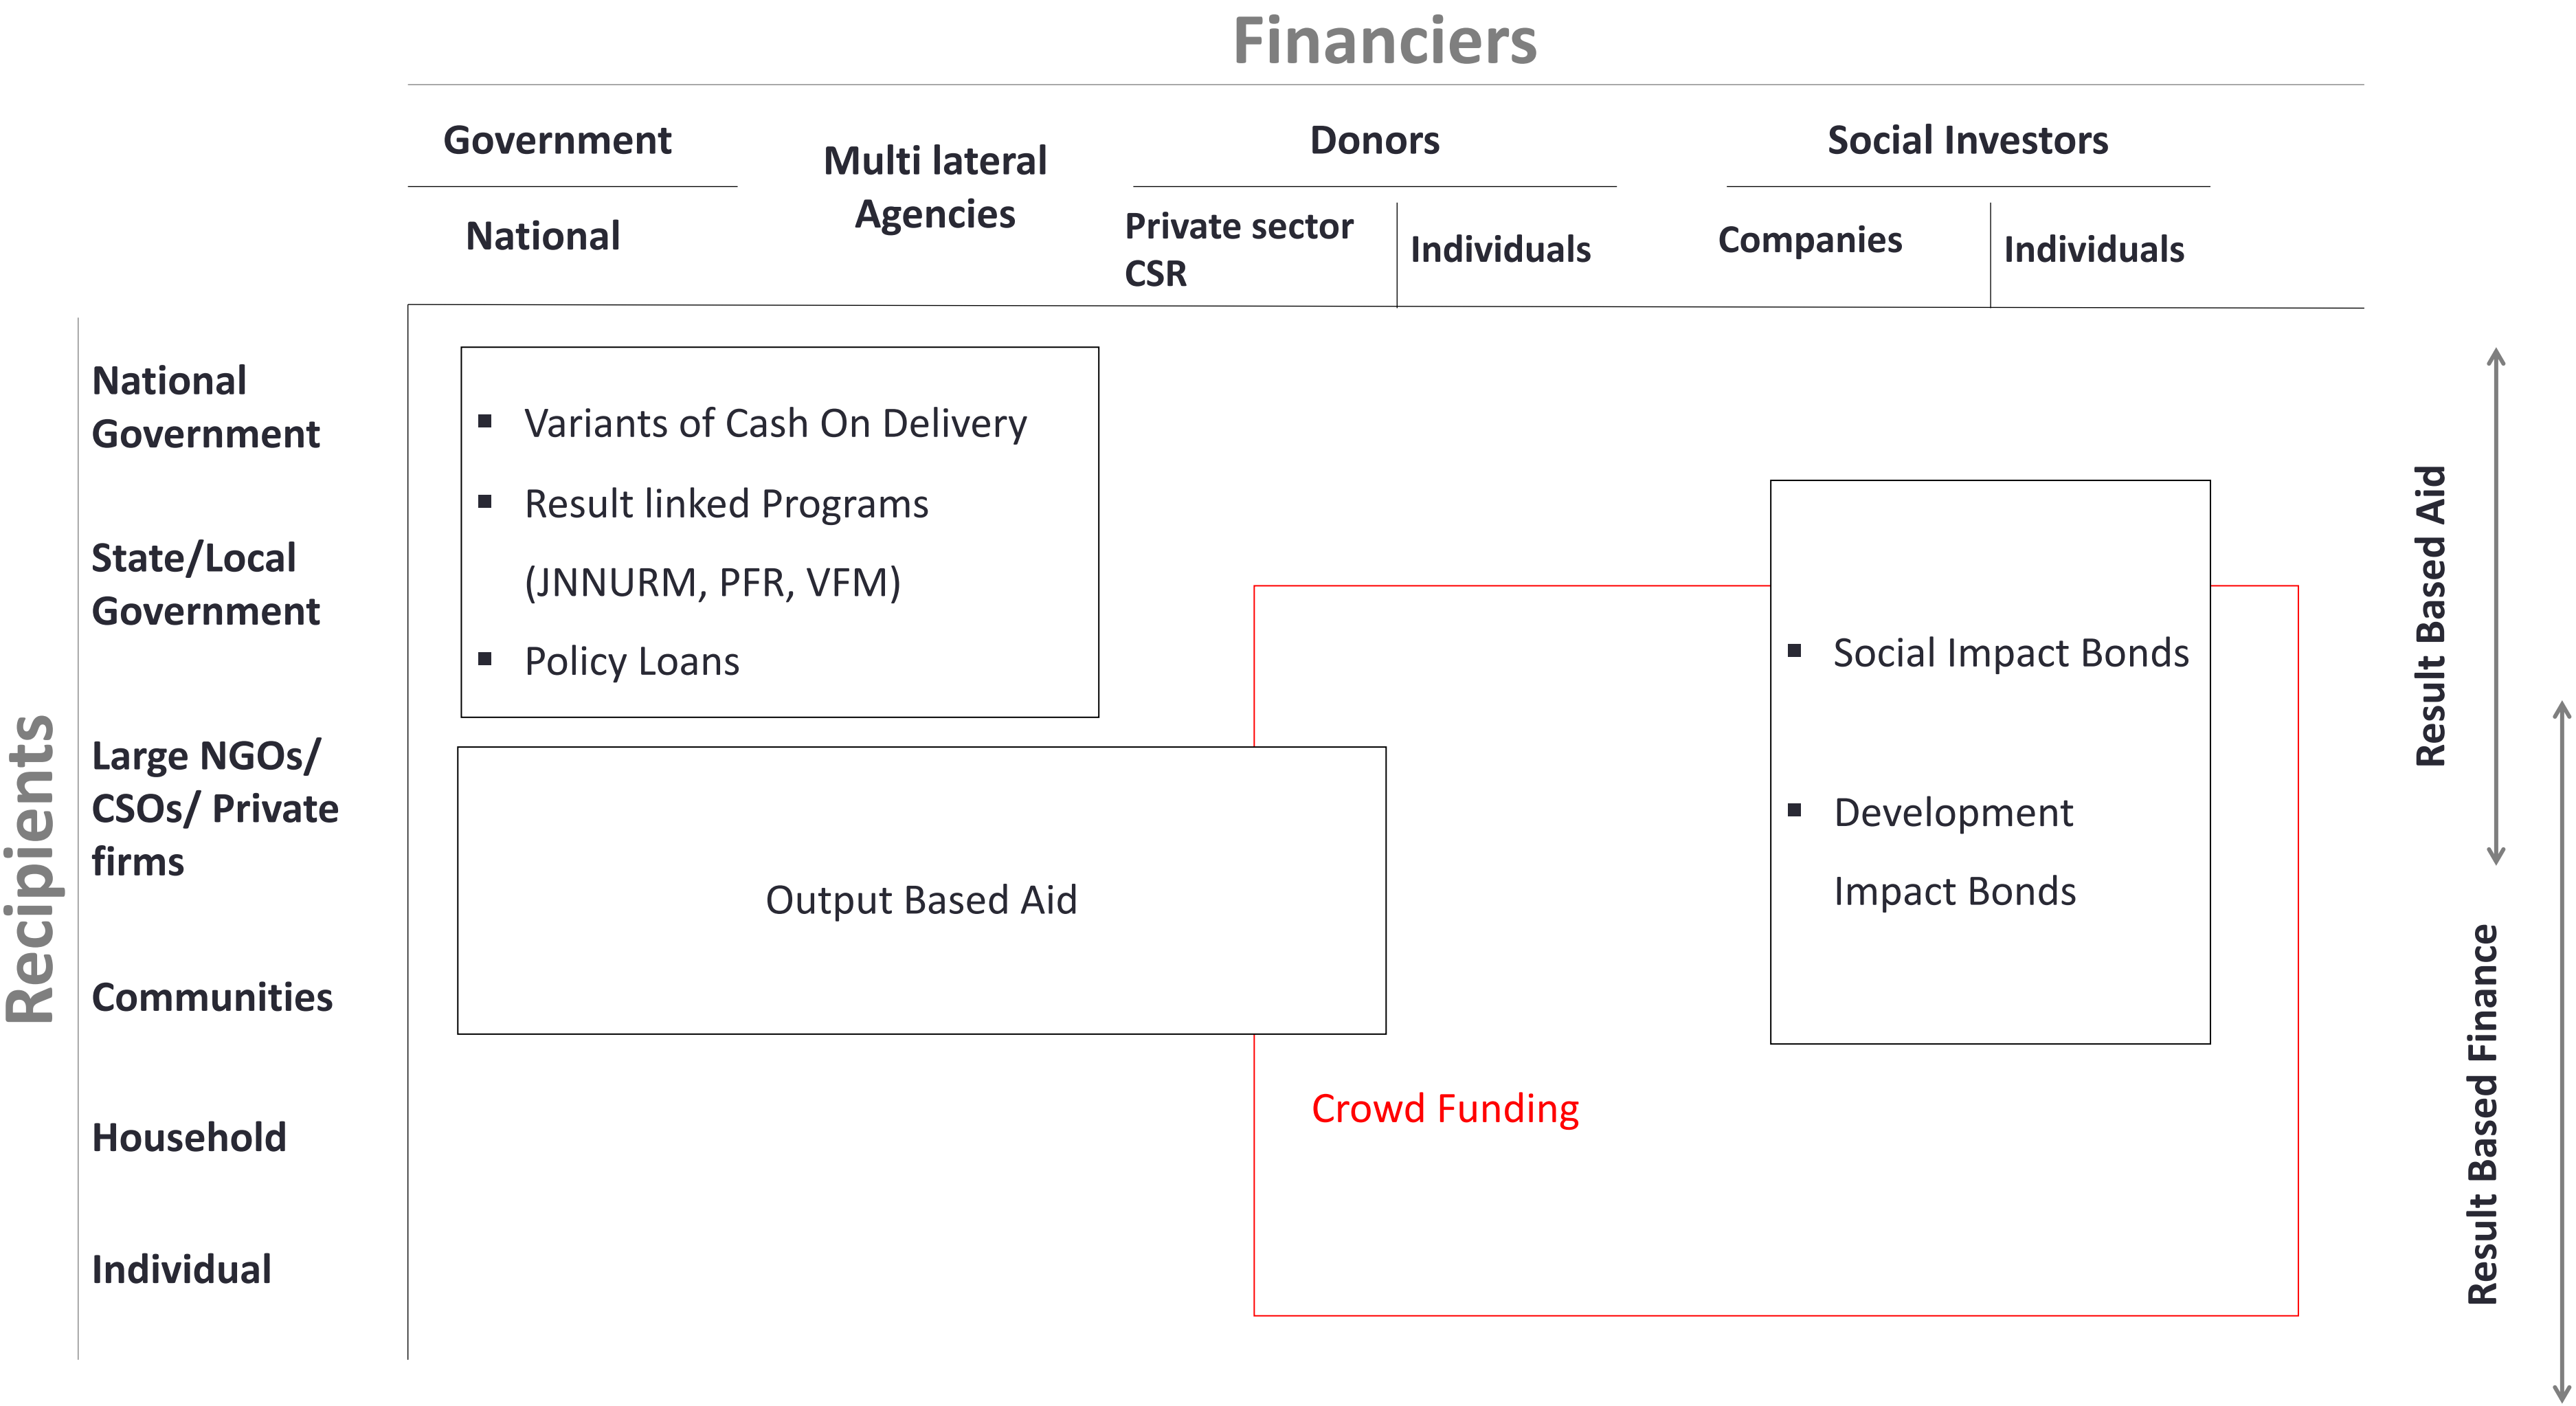 Financiers
Government
Multi lateral
Agencies
Donors
Social Investors
National
Private sector
CSR
Individuals
Companies
Individuals
Recipients
National
Government
State/Local
Government
Large NGOs/
CSOs/ Private
firms
Communities
Household
Individual
▪ Variants of Cash On Delivery
▪ Result linked Programs
(JNNURM, PFR, VFM)
▪ Policy Loans
Output Based Aid
▪ Social Impact Bonds
▪ Development
Impact Bonds
Crowd Funding
Result Based Aid
Result Based Finance